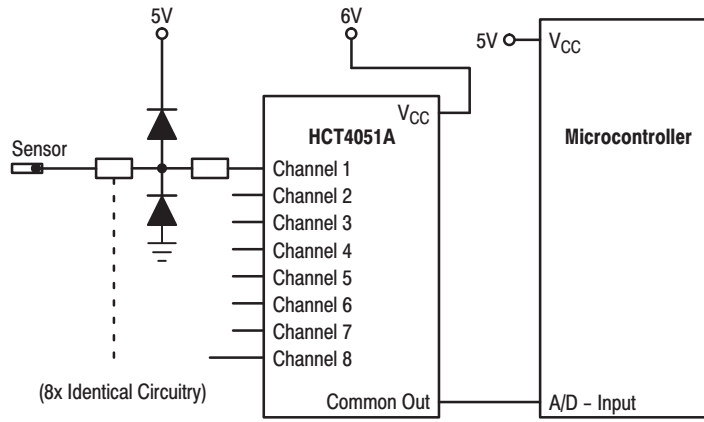 5V
6V
5V
VCC
VCC
HCT4051A
Microcontroller
Sensor
Channel 1
Channel 2
Channel 3
Channel 4
Channel 5
Channel 6
Channel 7
Channel 8
(8x Identical Circuitry)
Common Out
A/D – Input